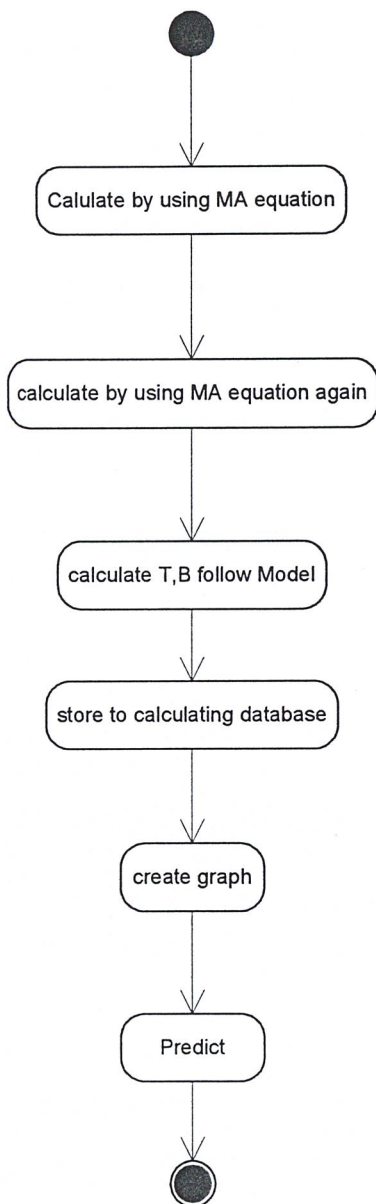 Calulate by using MA equation
calculate by using MA equation again
calculate T,B follow Model
store to calculating database
create graph
Predict